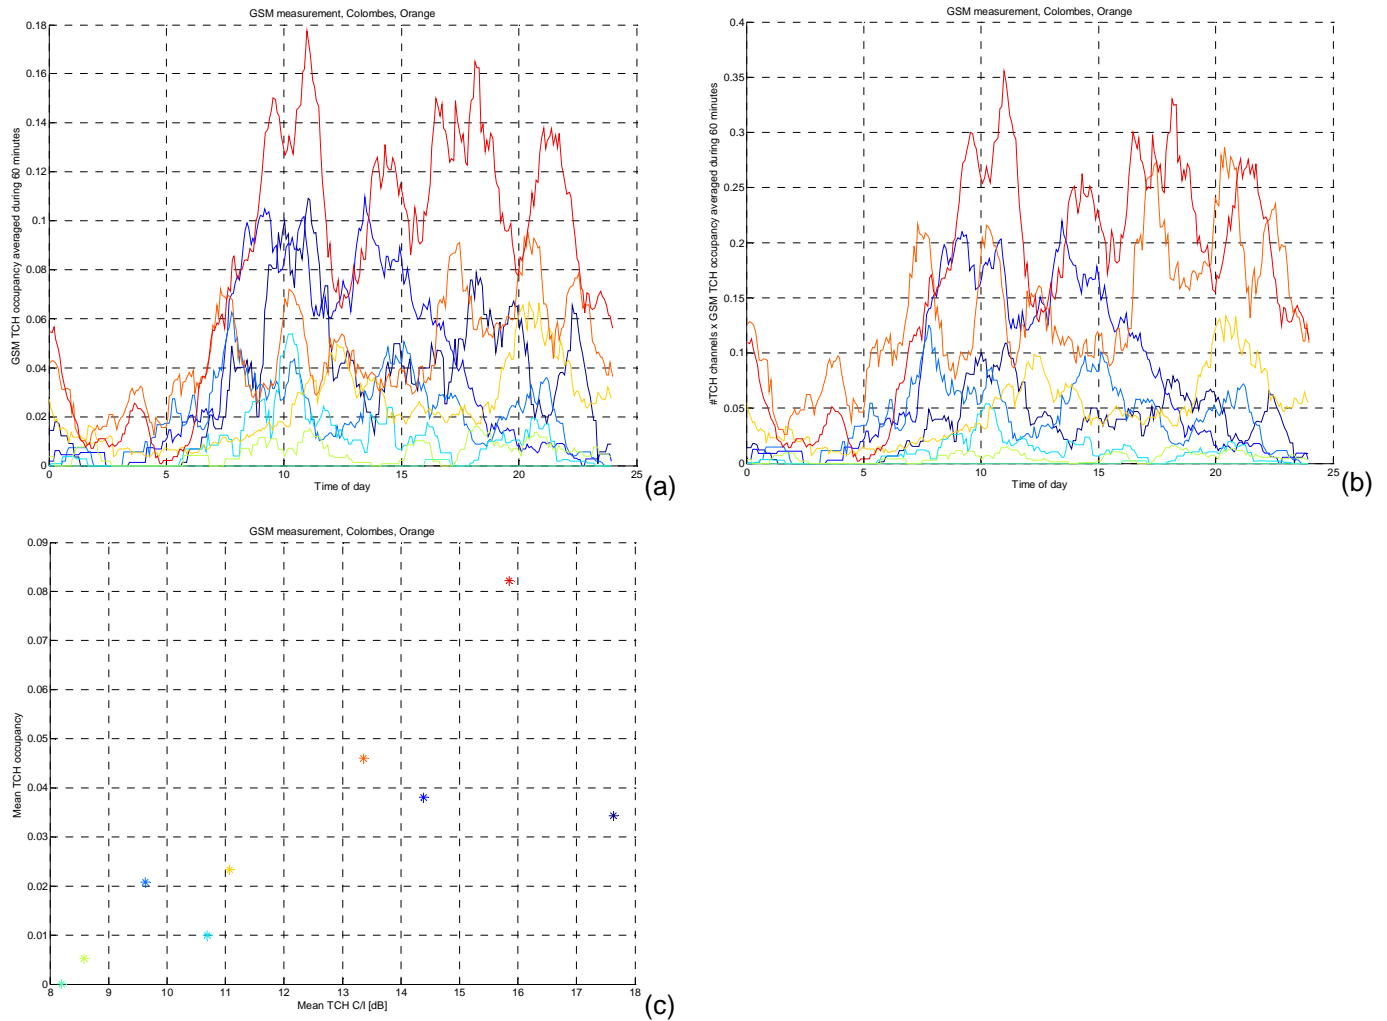 GSM measurement, Colombes, Orange
0.18
0.16
0.14
0.12
0.1
0.08
0.06
0.04
0.02
0
GSM TCH occupancy averaged during 60 minutes
0 5 10 15 20 25
Time of day
(a)
GSM measurement, Colombes, Orange
0.4
0.35
0.3
0.25
0.2
0.15
0.1
0.05
0
#TCH channels x GSM TCH occupancy averaged during 60 minutes
0 5 10 15 20 25
Time of day
(b)
GSM measurement, Colombes, Orange
0.09
0.08
0.07
0.06
0.05
0.04
0.03
0.02
0.01
0
Mean TCH occupancy
8 9 10 11 12 13 14 15 16 17 18
Mean TCH C/I [dB]
(c)